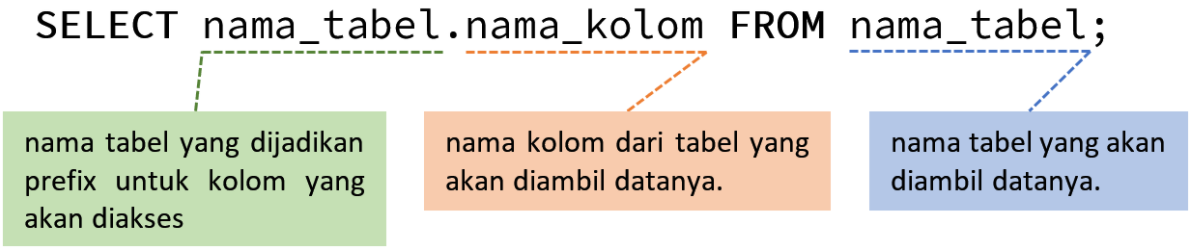 SELECT nama_tabel.nama_kolom FROM nama_tabel;
nama tabel yang dijadikan
prefix untuk kolom yang
akan diakses
nama kolom dari tabel yang
akan diambil datanya.
nama tabel yang akan
diambil datanya.